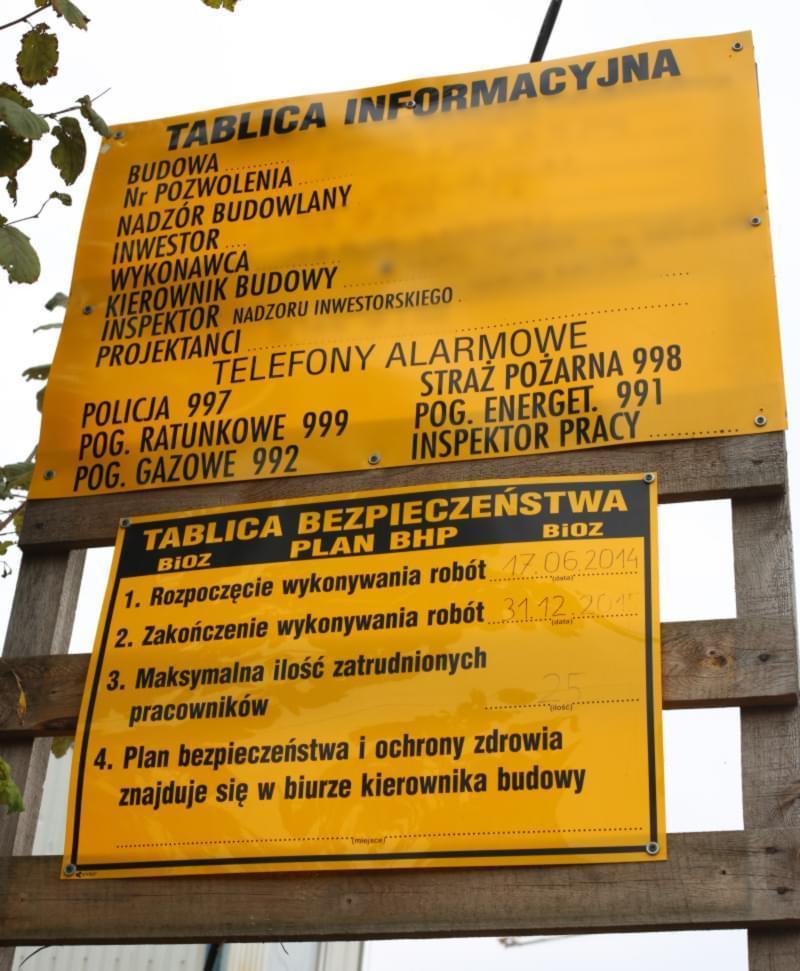 TABLICA INFORMACYJNA
BUDOWA
Nr POZWOLENIA
NADZÓR BUDOWLANY
INWESTOR
WYKONAWCA
KIEROWNIK BUDOWY
INSPEKTOR NADZORU INWESTORSKIEGO
PROJEKTANCI
TELEFONY ALARMOWE
POLICJA 997 STRAŻ POŻARNA 998
POG. RATUNKOWE 999 POG. ENERGET. 991
POG. GAZOWE 992 INSPEKTOR PRACY
TABLICA BEZPIECZEŃSTWA
BiOZ PLAN BHP BiOZ
1. Rozpoczęcie wykonywania robót 17.06.2014
(data)
2. Zakończenie wykonywania robót 31.12.2015
(data)
3. Maksymalna ilość zatrudnionych
pracowników 25
(ilość)
4. Plan bezpieczeństwa i ochrony zdrowia
znajduje się w biurze kierownika budowy
(miejsce)